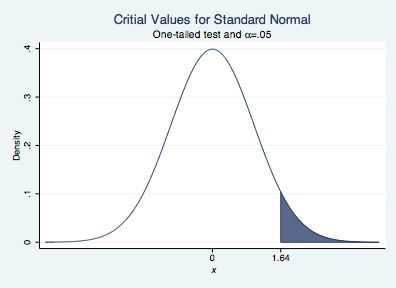 Critial Values for Standard Normal
One-tailed test and α=.05
.4
.3
.2
.1
0
Density
0 1.64
x